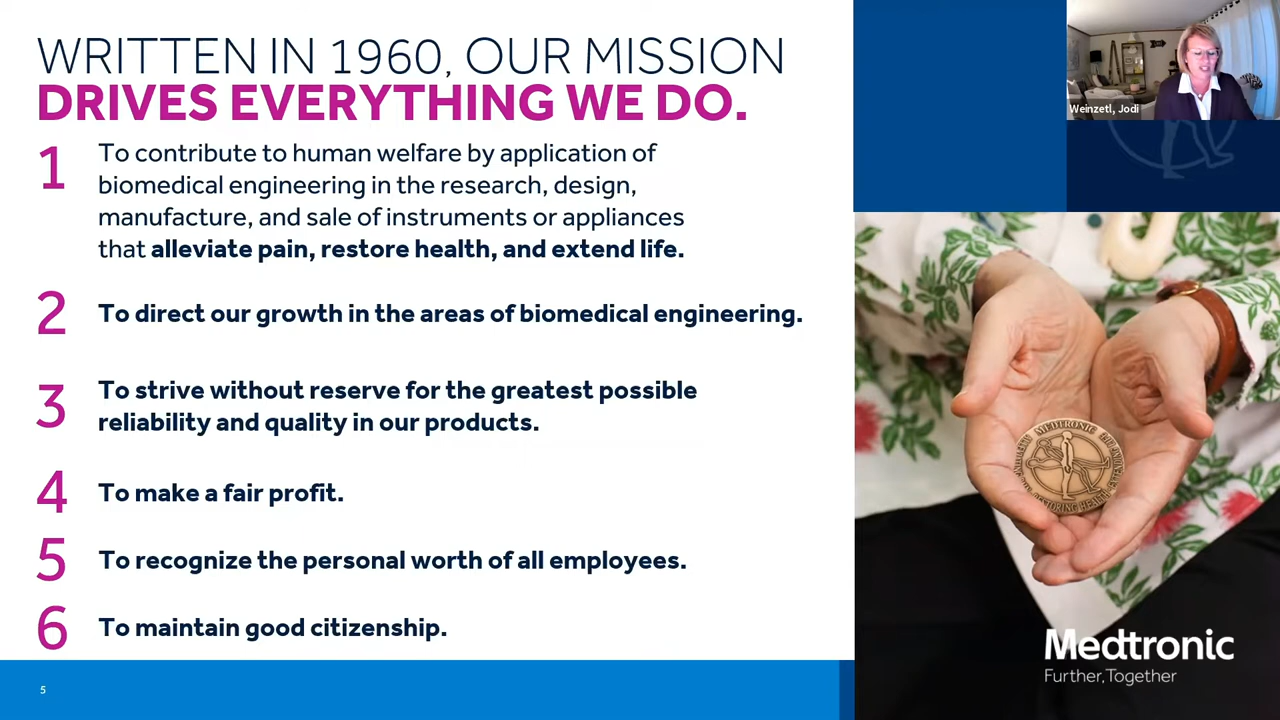 WRITTEN IN 1960, OUR MISSION
DRIVES EVERYTHING WE DO.
1 To contribute to human welfare by application of
biomedical engineering in the research, design,
manufacture, and sale of instruments or appliances
that alleviate pain, restore health, and extend life.
2 To direct our growth in the areas of biomedical engineering.
3 To strive without reserve for the greatest possible
reliability and quality in our products.
4 To make a fair profit.
5 To recognize the personal worth of all employees.
6 To maintain good citizenship.
5
Weinzetl, Jodi
MEDTRONIC
RESTORING HEALTH
Medtronic
Further, Together